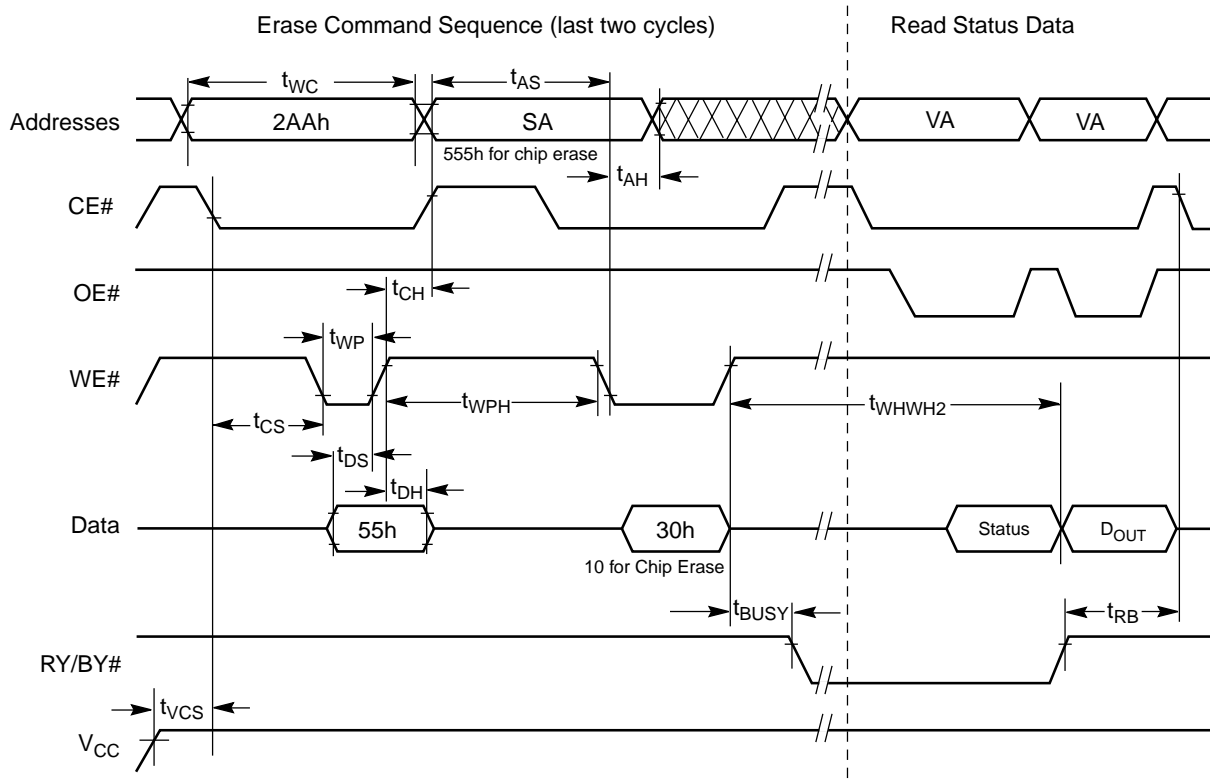 Erase Command Sequence (last two cycles)
Read Status Data
tWC
tAS
Addresses
2AAh
SA
VA
VA
555h for chip erase
tAH
CE#
OE#
tCH
tWP
WE#
tWPH
tWHWH2
tCS
tDS
tDH
Data
55h
30h
Status
DOUT
10 for Chip Erase
tBUSY
tRB
RY/BY#
tVCS
VCC